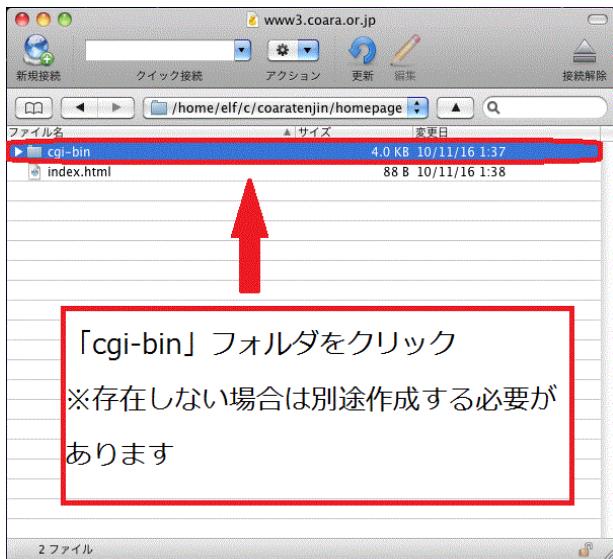 www3.coara.or.jp
新規接続 クイック接続 アクション 更新 編集 接続解除
/home/elf/c/coaratenjin/homepage
ファイル名 サイズ 変更日
cgi-bin 4.0 KB 10/11/16 1:37
index.html 88 B 10/11/16 1:38
「cgi-bin」フォルダをクリック
※存在しない場合は別途作成する必要が
あります
2 ファイル